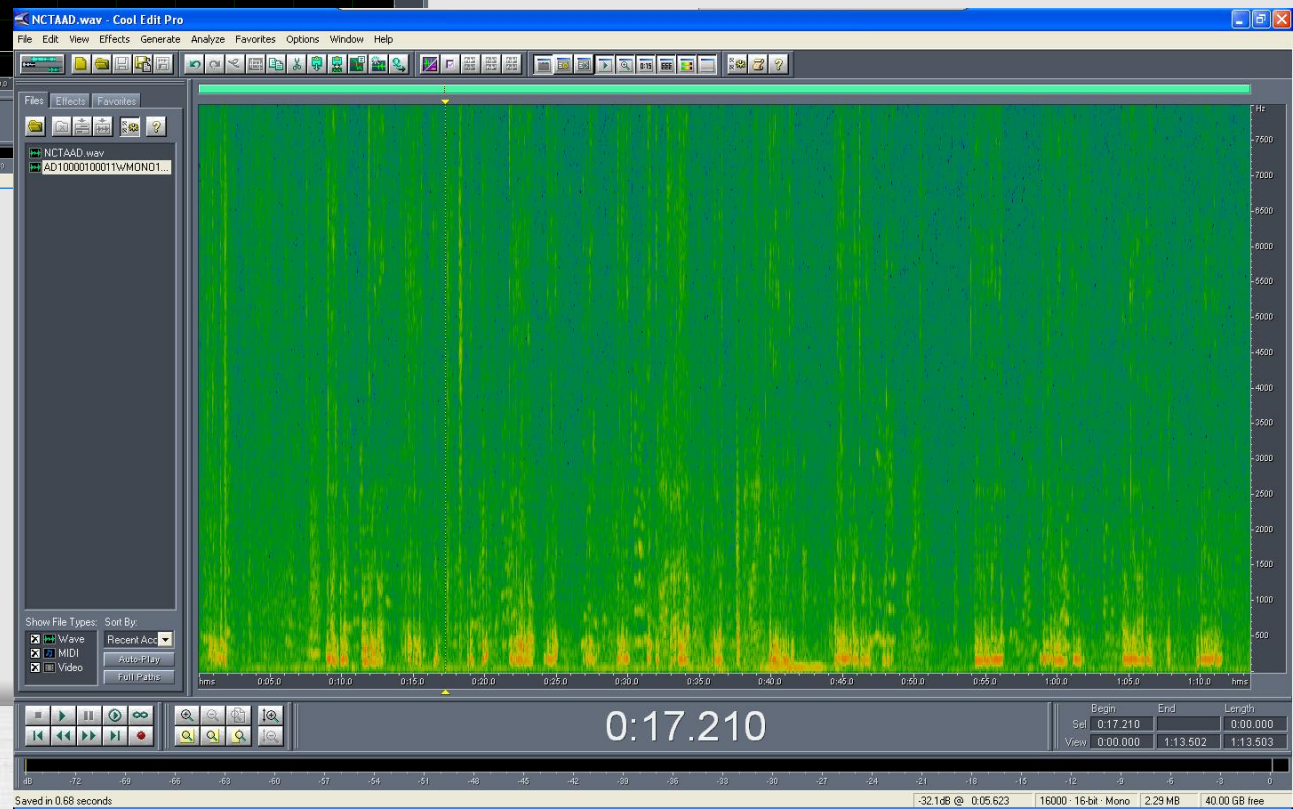 NCTAAD.wav - Cool Edit Pro
File Edit View Effects Generate Analyze Favorites Options Window Help
Files Effects Favorites
NCTAAD.wav
AD10000100011WMONO1...
Hz
7500
7000
6500
6000
5500
5000
4500
4000
3500
3000
2500
2000
1500
1000
500
hms 0:05.0 0:10.0 0:15.0 0:20.0 0:25.0 0:30.0 0:35.0 0:40.0 0:45.0 0:50.0 0:55.0 1:00.0 1:05.0 1:10.0 hms
Show File Types: Sort By:
Wave Recent Acc
MIDI Auto-Play
Video Full Paths
0:17.210
Begin End Length
Sel 0:17.210 0:00.000
View 0:00.000 1:13.502 1:13.503
dB -72 -69 -66 -63 -60 -57 -54 -51 -48 -45 -42 -39 -36 -33 -30 -27 -24 -21 -18 -15 -12 -9 -6 -3 0
Saved in 0.68 seconds -32.1dB @ 0:05.623 16000 · 16-bit · Mono 2.29 MB 40.00 GB free